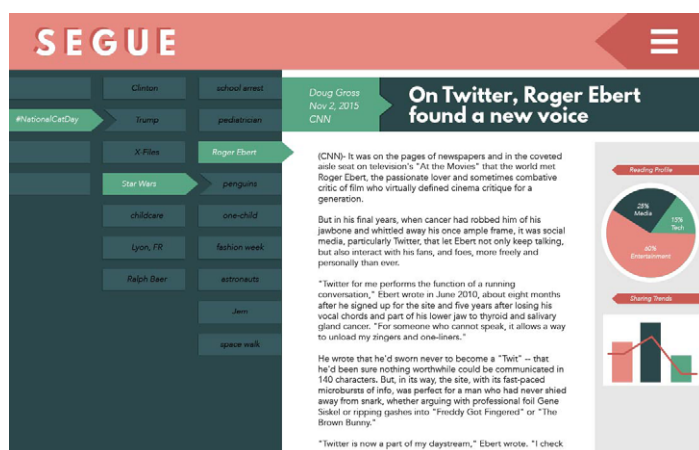 SEGUE
#NationalCatDay
Clinton
Trump
X-Files
Star Wars
childcare
Lyon, FR
Ralph Baer
school arrest
pediatrician
Roger Ebert
penguins
one-child
fashion week
astronauts
Jem
space walk
Doug Gross
Nov 2, 2015
CNN
On Twitter, Roger Ebert
found a new voice
(CNN)- It was on the pages of newspapers and in the coveted
aisle seat on television's "At the Movies" that the world met
Roger Ebert, the passionate lover and sometimes combative
critic of film who virtually defined cinema critique for a
generation.
But in his final years, when cancer had robbed him of his
jawbone and whittled away his once ample frame, it was social
media, particularly Twitter, that let Ebert not only keep talking,
but also interact with his fans, and foes, more freely and
personally than ever.
"Twitter for me performs the function of a running
conversation," Ebert wrote in June 2010, about eight months
after he signed up for the site and five years after losing his
vocal chords and part of his lower jaw to thyroid and salivary
gland cancer. "For someone who cannot speak, it allows a way
to unload my zingers and one-liners."
He wrote that he'd sworn never to become a "Twit" -- that
he'd been sure nothing worthwhile could be communicated in
140 characters. But, in its way, the site, with its fast-paced
microbursts of info, was perfect for a man who had never shied
away from snark, whether arguing with professional foil Gene
Siskel or ripping gashes into "Freddy Got Fingered" or "The
Brown Bunny."
"Twitter is now a part of my daystream," Ebert wrote. "I check
Reading Profile
Media
15%
Tech
60%
Entertainment
Sharing Trends